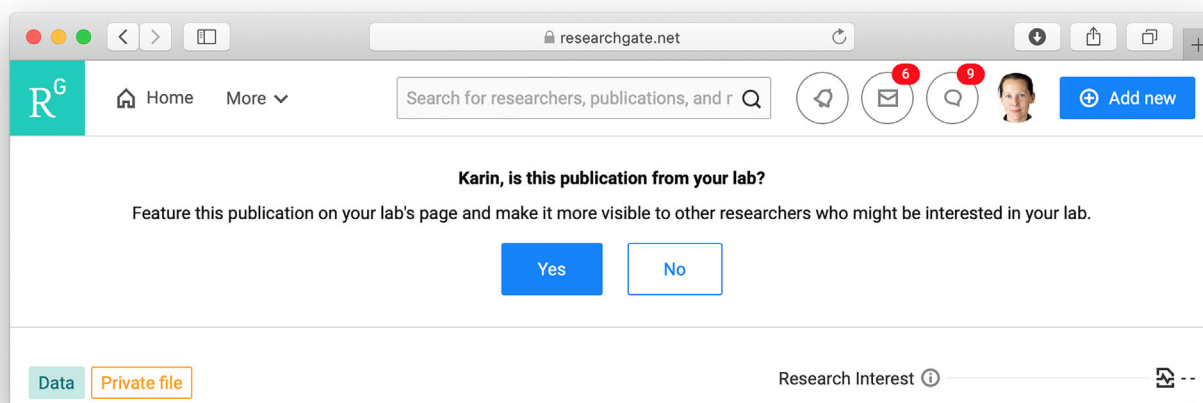 researchgate.net
RG
Home
More
Search for researchers, publications, and r
6
9
Add new
Karin, is this publication from your lab?
Feature this publication on your lab's page and make it more visible to other researchers who might be interested in your lab.
Yes
No
Data
Private file
Research Interest
--